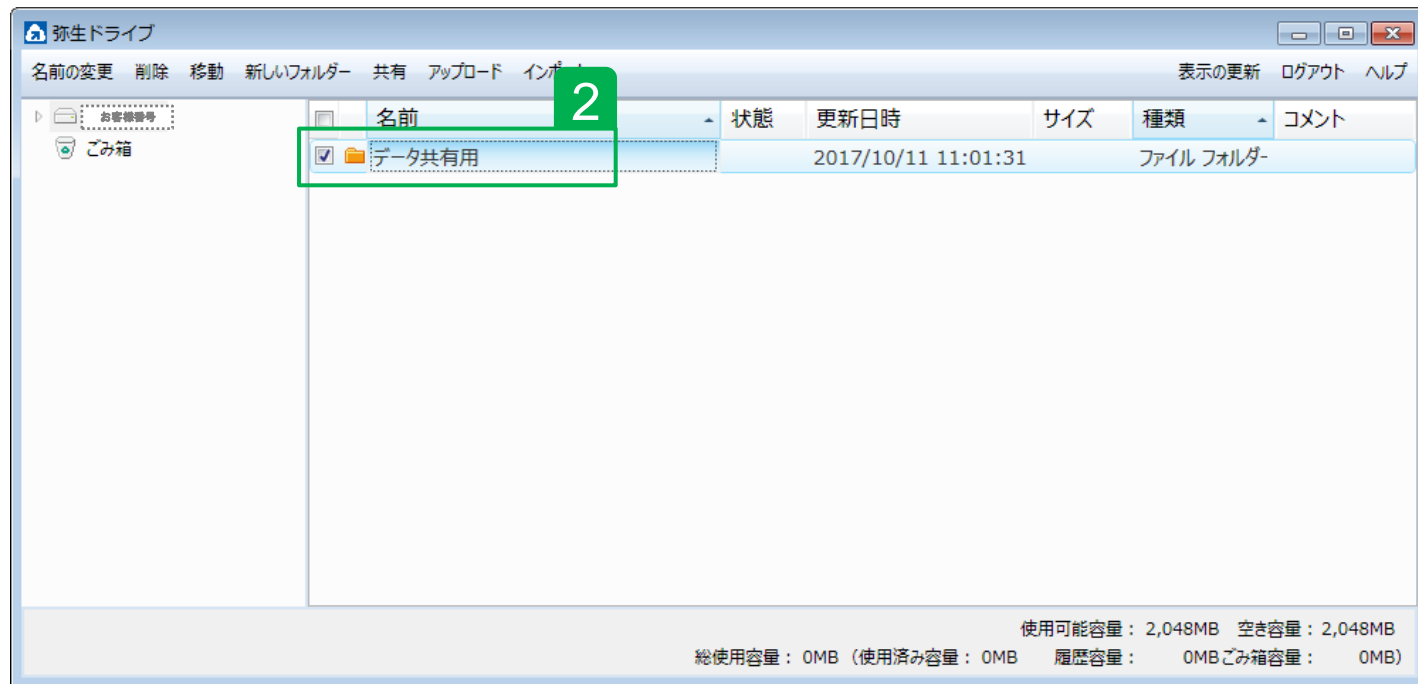 弥生ドライブ
名前の変更 削除 移動 新しいフォルダー 共有 アップロード 表示の更新 ログアウト ヘルプ
2
お客様番号 名前 状態 更新日時 サイズ 種類 コメント
ごみ箱 データ共有用 2017/10/11 11:01:31 ファイル フォルダー
使用可能容量： 2,048MB 空き容量：2,048MB
総使用容量： 0MB （使用済み容量： 0MB 履歴容量： 0MBごみ箱容量： 0MB）